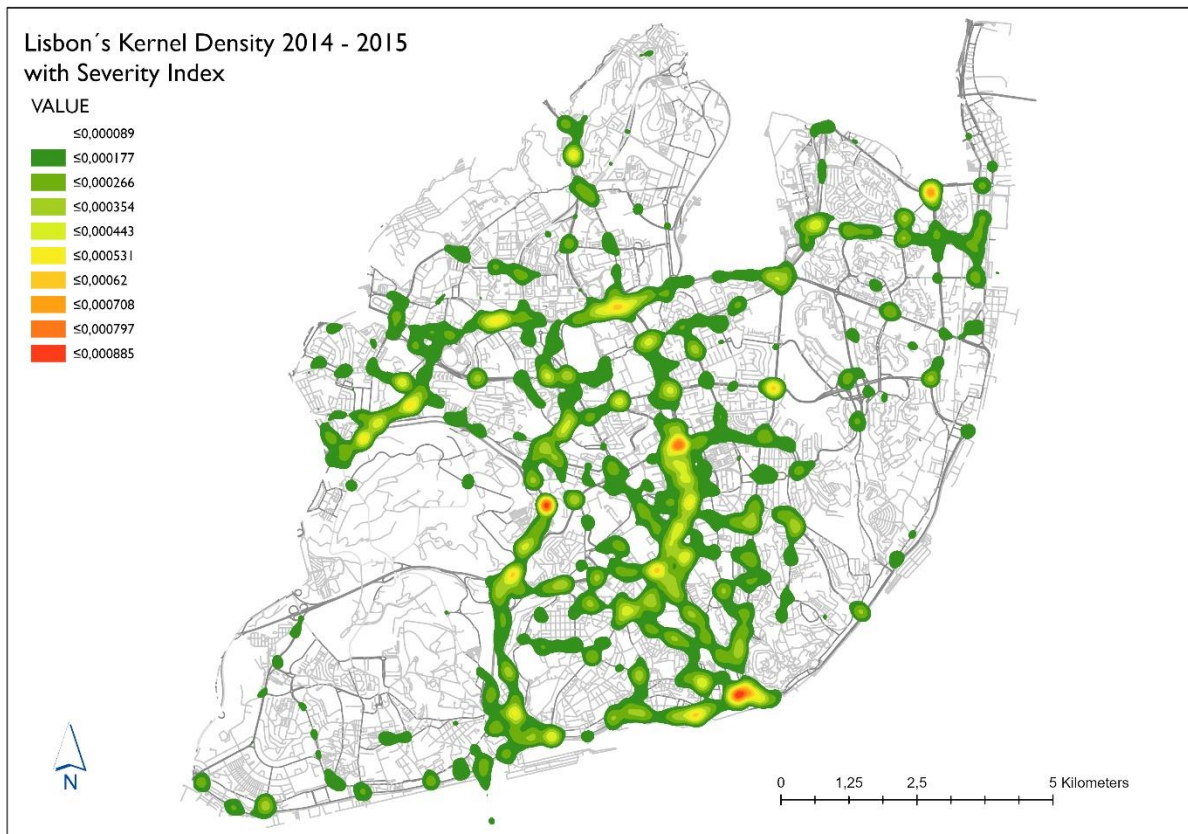 Lisbon´s Kernel Density 2014 - 2015
with Severity Index
VALUE
≤0,000089
≤0,000177
≤0,000266
≤0,000354
≤0,000443
≤0,000531
≤0,00062
≤0,000708
≤0,000797
≤0,000885
N
0 1,25 2,5 5 Kilometers